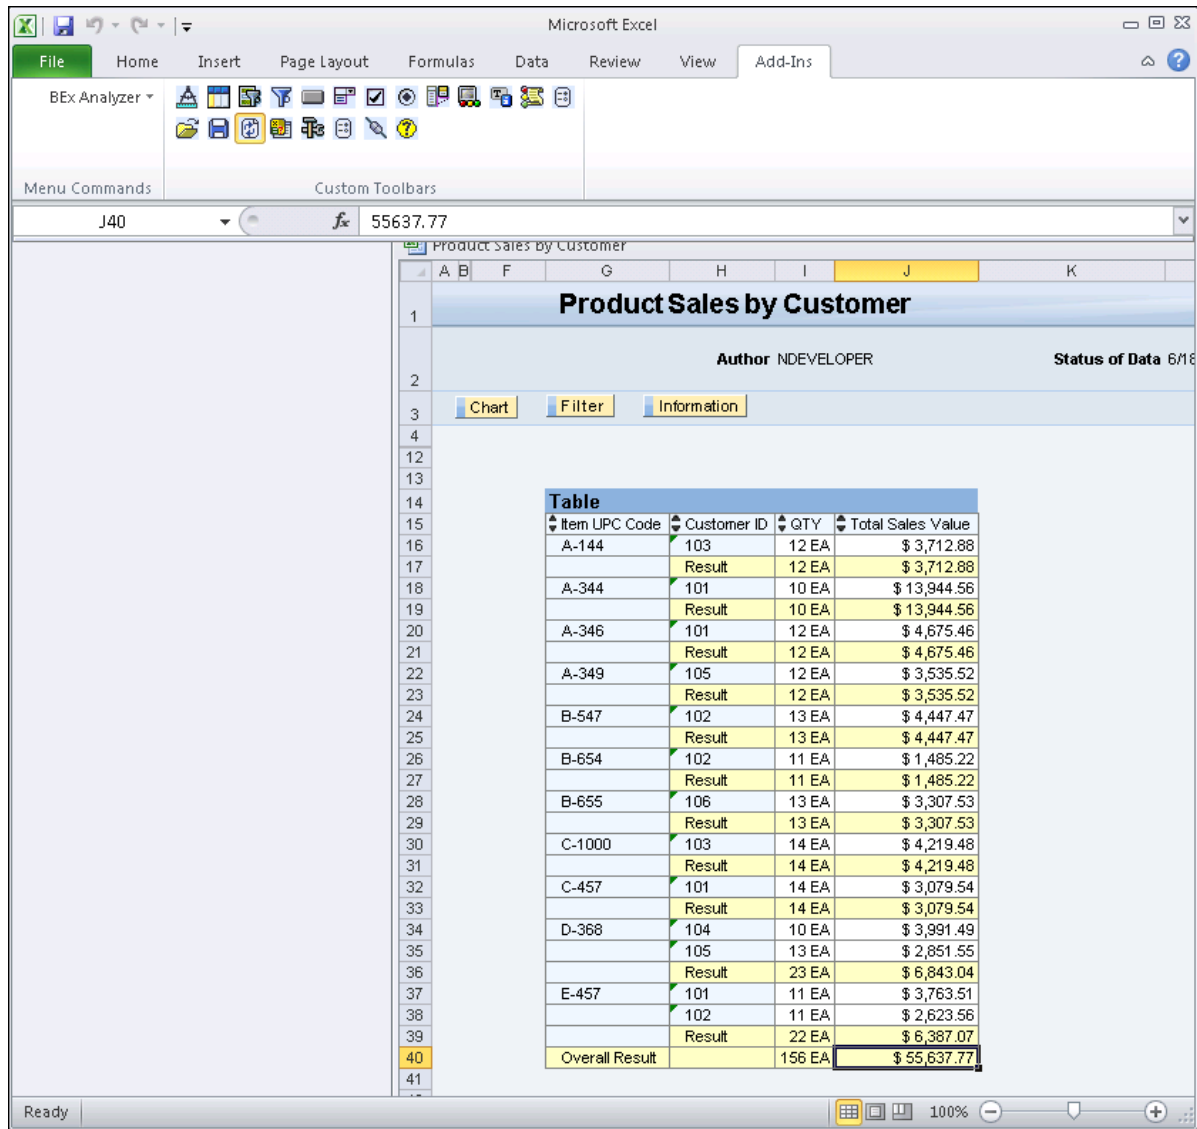 Microsoft Excel
File Home Insert Page Layout Formulas Data Review View Add-Ins
BEx Analyzer
Menu Commands Custom Toolbars
J40 fx 55637.77
Product Sales by Customer
A B F G H I J K
1 Product Sales by Customer
2 Author NDEVELOPER Status of Data 6/18
3 Chart Filter Information
4
12
13
14 Table
15 Item UPC Code Customer ID QTY Total Sales Value
16 A-144 103 12 EA $ 3,712.88
17 Result 12 EA $ 3,712.88
18 A-344 101 10 EA $ 13,944.56
19 Result 10 EA $ 13,944.56
20 A-346 101 12 EA $ 4,675.46
21 Result 12 EA $ 4,675.46
22 A-349 105 12 EA $ 3,535.52
23 Result 12 EA $ 3,535.52
24 B-547 102 13 EA $ 4,447.47
25 Result 13 EA $ 4,447.47
26 B-654 102 11 EA $ 1,485.22
27 Result 11 EA $ 1,485.22
28 B-655 106 13 EA $ 3,307.53
29 Result 13 EA $ 3,307.53
30 C-1000 103 14 EA $ 4,219.48
31 Result 14 EA $ 4,219.48
32 C-457 101 14 EA $ 3,079.54
33 Result 14 EA $ 3,079.54
34 D-368 104 10 EA $ 3,991.49
35 105 13 EA $ 2,851.55
36 Result 23 EA $ 6,843.04
37 E-457 101 11 EA $ 3,763.51
38 102 11 EA $ 2,623.56
39 Result 22 EA $ 6,387.07
40 Overall Result 156 EA $ 55,637.77
41
Ready 100%